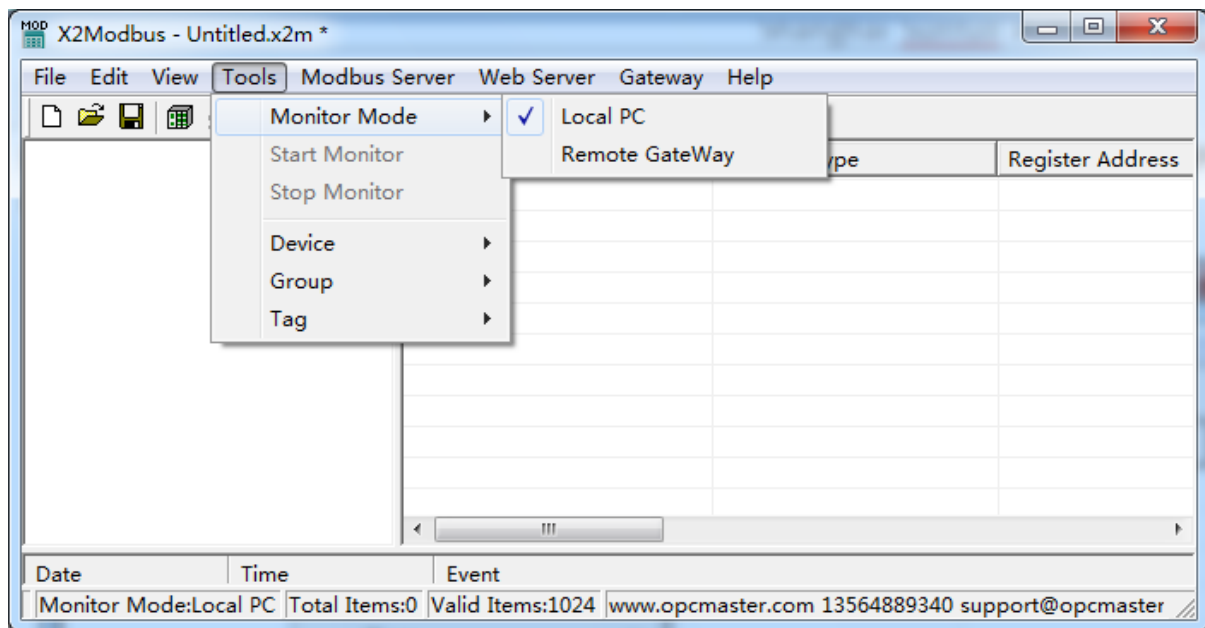 MOD X2Modbus - Untitled.x2m *
File Edit View Tools Modbus Server Web Server Gateway Help
Monitor Mode
Local PC
Start Monitor
Remote GateWay
ype
Register Address
Stop Monitor
Device
Group
Tag
Date Time Event
Monitor Mode:Local PC Total Items:0 Valid Items:1024 www.opcmaster.com 13564889340 support@opcmaster